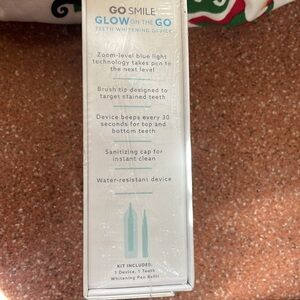 GO SMILE
GLOW ON THE GO
TEETH WHITENING DEVICE
Zoom-level blue light
technology takes pen to
the next level
Brush tip designed to
target stained teeth
Device beeps every 30
seconds for top and
bottom teeth
Sanitizing cap for
instant clean
Water-resistant device
KIT INCLUDES:
1 Device, 1 Teeth
Whitening Pen Refill